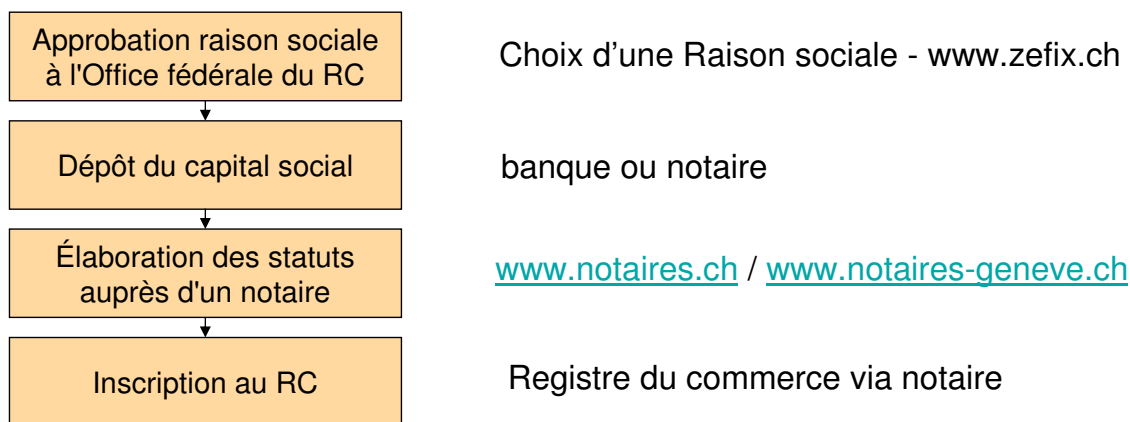 Approbation raison sociale
à l'Office fédérale du RC
Choix d’une Raison sociale - www.zefix.ch
Dépôt du capital social
banque ou notaire
Élaboration des statuts
auprès d'un notaire
www.notaires.ch / www.notaires-geneve.ch
Inscription au RC
Registre du commerce via notaire